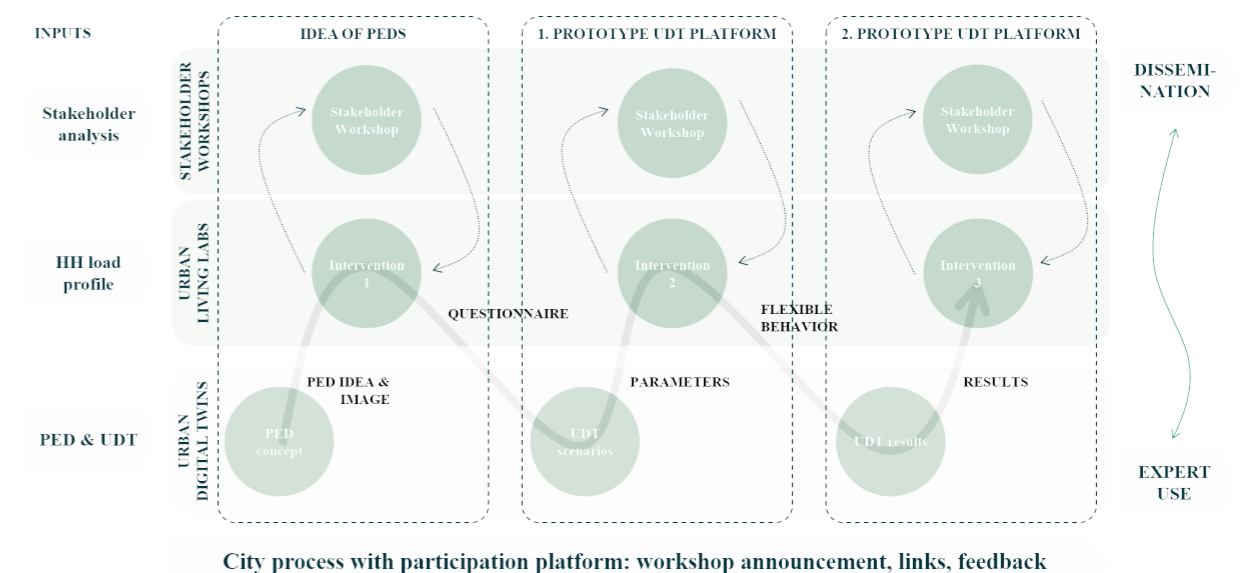 INPUTS
IDEA OF PEDS
1. PROTOTYPE UDT PLATFORM
2. PROTOTYPE UDT PLATFORM
DISSEMI-
NATION
Stakeholder
analysis
STAKEHOLDER
WORKSHOPS
Stakeholder
Workshop
Stakeholder
Workshop
Stakeholder
Workshop
HH load
profile
URBAN
LIVING LABS
Intervention
1
Intervention
2
Intervention
3
QUESTIONNAIRE
FLEXIBLE
BEHAVIOR
PED IDEA &
IMAGE
PARAMETERS
RESULTS
PED & UDT
URBAN
DIGITAL TWINS
PED
concept
UDT
scenarios
UDT results
EXPERT
USE
City process with participation platform: workshop announcement, links, feedback